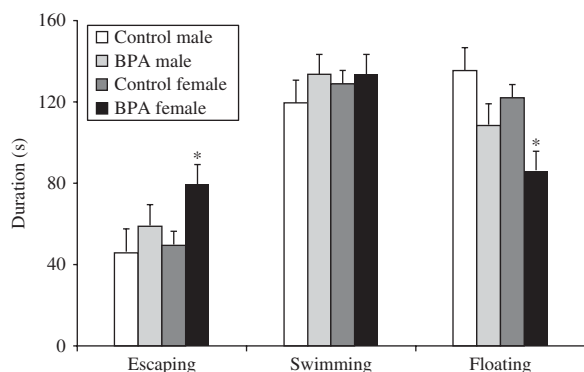 160
120
80
40
0
Duration (s)
Control male
BPA male
Control female
BPA female
*
*
Escaping
Swimming
Floating